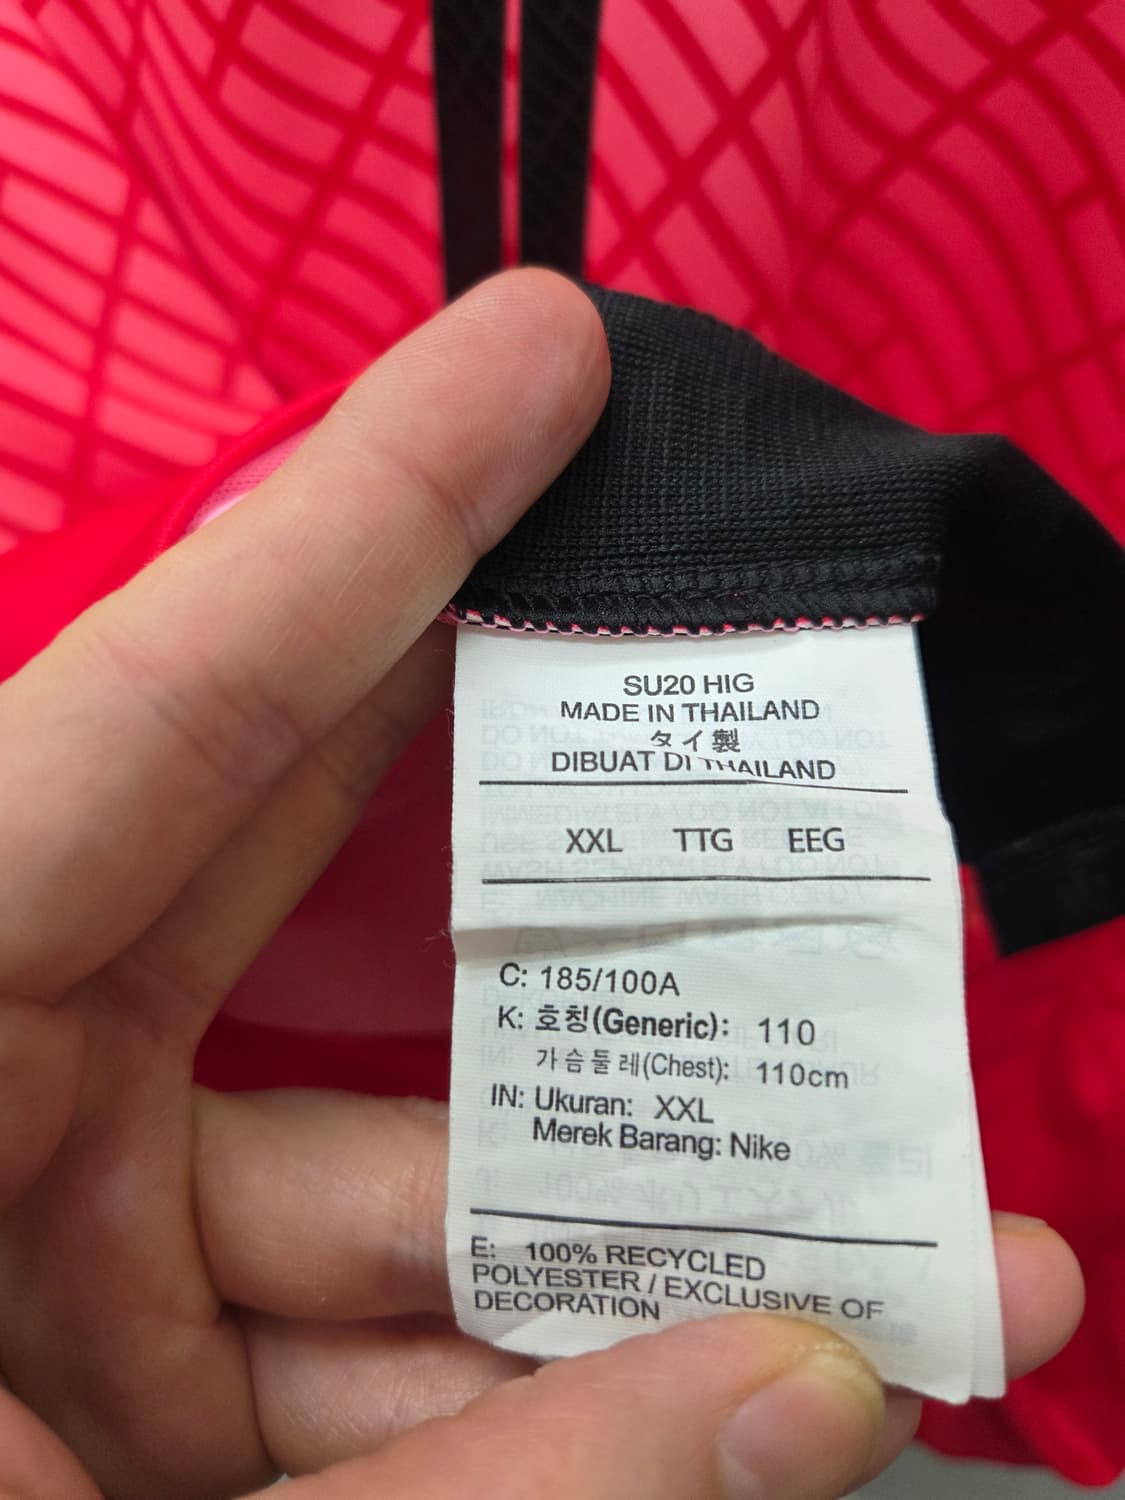 SU20 HIG
MADE IN THAILAND
タイ製
DIBUAT DI THAILAND
XXL TTG EEG
C: 185/100A
K: 호칭(Generic): 110
가슴둘레(Chest): 110cm
IN: Ukuran: XXL
Merek Barang: Nike
E: 100% RECYCLED
POLYESTER / EXCLUSIVE OF
DECORATION